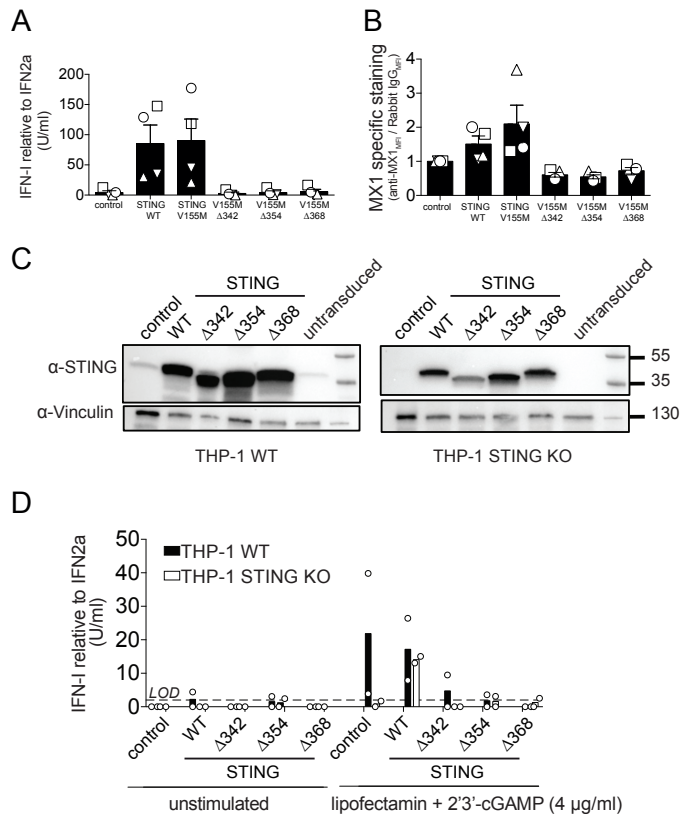 A
IFN-I relative to IFN2a
(U/ml)
200
150
100
50
0
control
STING
WT
STING
V155M
V155M
Δ342
V155M
Δ354
V155M
Δ368
B
MX1 specific staining
(anti-MX1MFI / Rabbit IgGMFI)
4
3
2
1
0
control
STING
WT
STING
V155M
V155M
Δ342
V155M
Δ354
V155M
Δ368
C
STING
control
WT
Δ342
Δ354
Δ368
untransduced
STING
control
WT
Δ342
Δ354
Δ368
untransduced
α-STING
55
35
α-Vinculin
130
THP-1 WT
THP-1 STING KO
D
IFN-I relative to IFN2a
(U/ml)
50
40
30
20
10
0
THP-1 WT
THP-1 STING KO
LOD
control
WT
Δ342
Δ354
Δ368
control
WT
Δ342
Δ354
Δ368
STING
STING
unstimulated
lipofectamin + 2'3'-cGAMP (4 μg/ml)